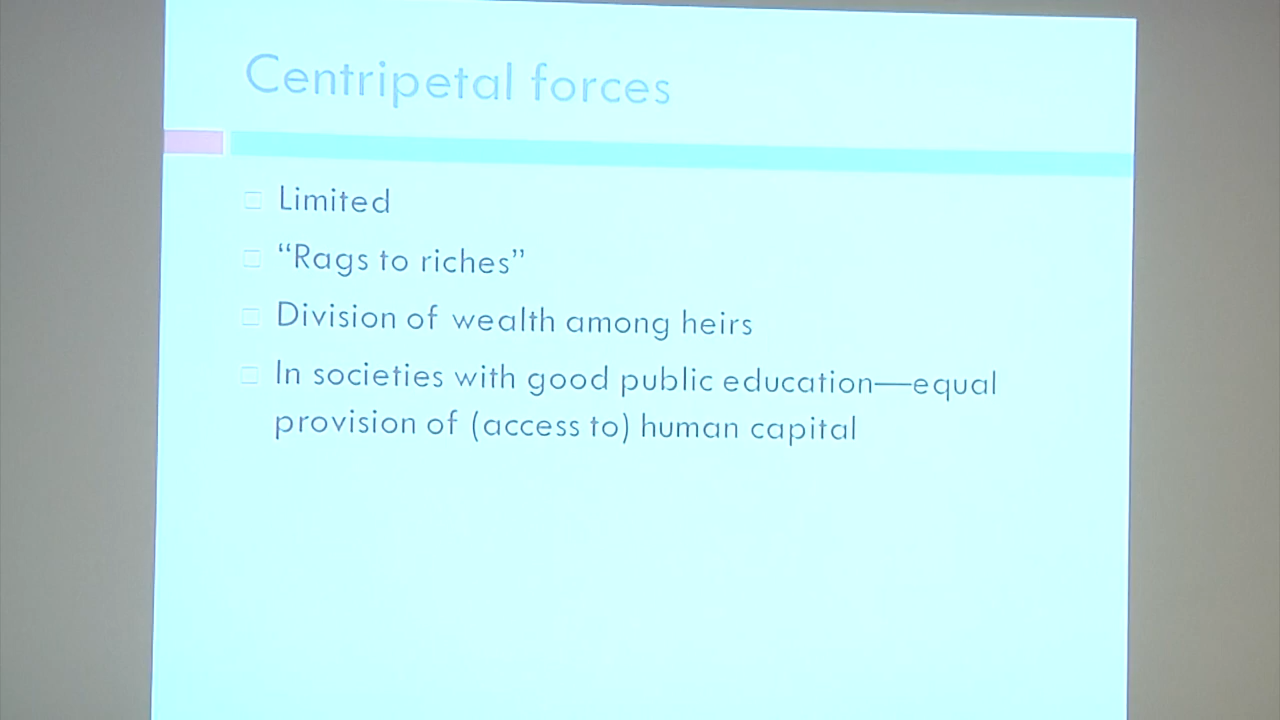 Centripetal forces
Limited
“Rags to riches”
Division of wealth among heirs
In societies with good public education—equal
provision of (access to) human capital